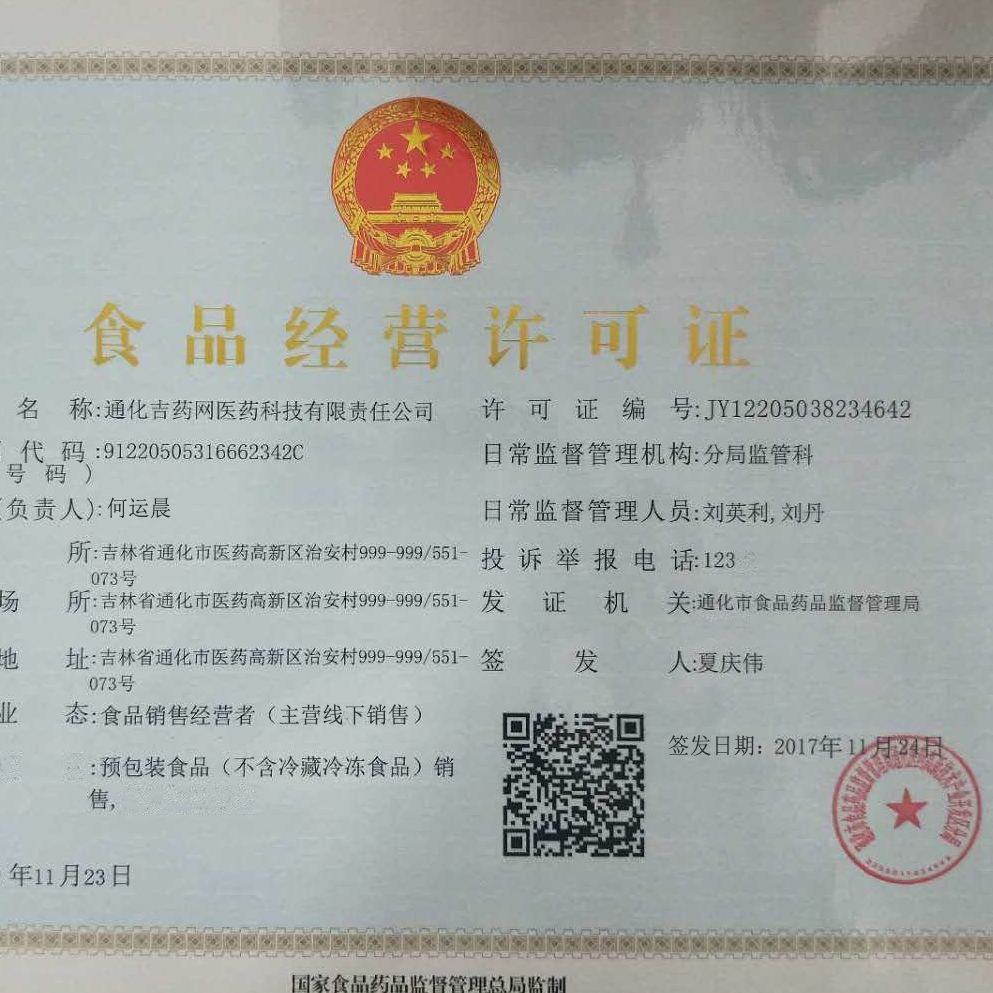 食品经营许可证
名 称:通化吉药网医药科技有限责任公司
代码:91220505316662342C
号码)
(负责人):何运晨
所:吉林省通化市医药高新区治安村999-999/551-
073号
场 所:吉林省通化市医药高新区治安村999-999/551-
073号
地 址:吉林省通化市医药高新区治安村999-999/551-
073号
业 态:食品销售经营者（主营线下销售）
:预包装食品（不含冷藏冷冻食品）销
售,
年11月23日
许可证编号:JY12205038234642
日常监督管理机构:分局监管科
日常监督管理人员:刘英利,刘丹
投诉举报电话:123
发证机关:通化市食品药品监督管理局
签发人:夏庆伟
签发日期: 2017年11月24日
国家食品药品监督管理总局监制